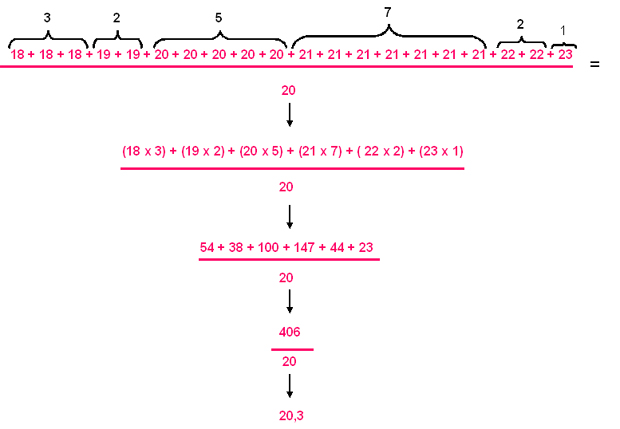 3 2 5 7 2 1
18 + 18 + 18 + 19 + 19 + 20 + 20 + 20 + 20 + 20 + 21 + 21 + 21 + 21 + 21 + 21 + 21 + 22 + 22 + 23 =
20
(18 x 3) + (19 x 2) + (20 x 5) + (21 x 7) + ( 22 x 2) + (23 x 1)
20
54 + 38 + 100 + 147 + 44 + 23
20
406
20
20,3